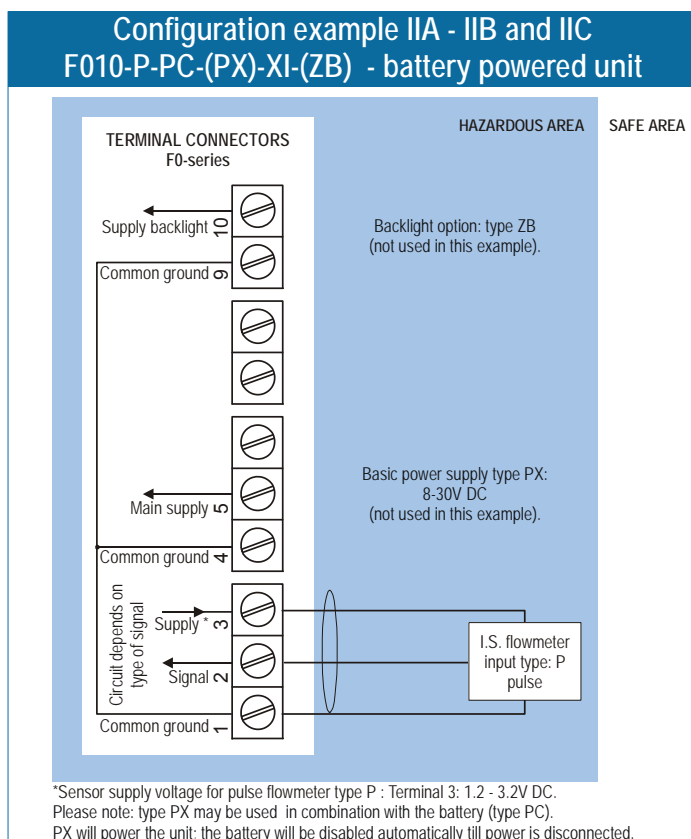 Configuration example IIA - IIB and IIC
F010-P-PC-(PX)-XI-(ZB) - battery powered unit
HAZARDOUS AREA
SAFE AREA
TERMINAL CONNECTORS
F0-series
Supply backlight
10
Backlight option: type ZB
(not used in this example).
Common ground
9
Basic power supply type PX:
8-30V DC
(not used in this example).
Main supply
5
Common ground
4
Circuit depends on
type of signal
Supply *
3
Signal
2
Common ground
1
I.S. flowmeter
input type: P
pulse
*Sensor supply voltage for pulse flowmeter type P : Terminal 3: 1.2 - 3.2V DC.
Please note: type PX may be used in combination with the battery (type PC).
PX will power the unit; the battery will be disabled automatically till power is disconnected.